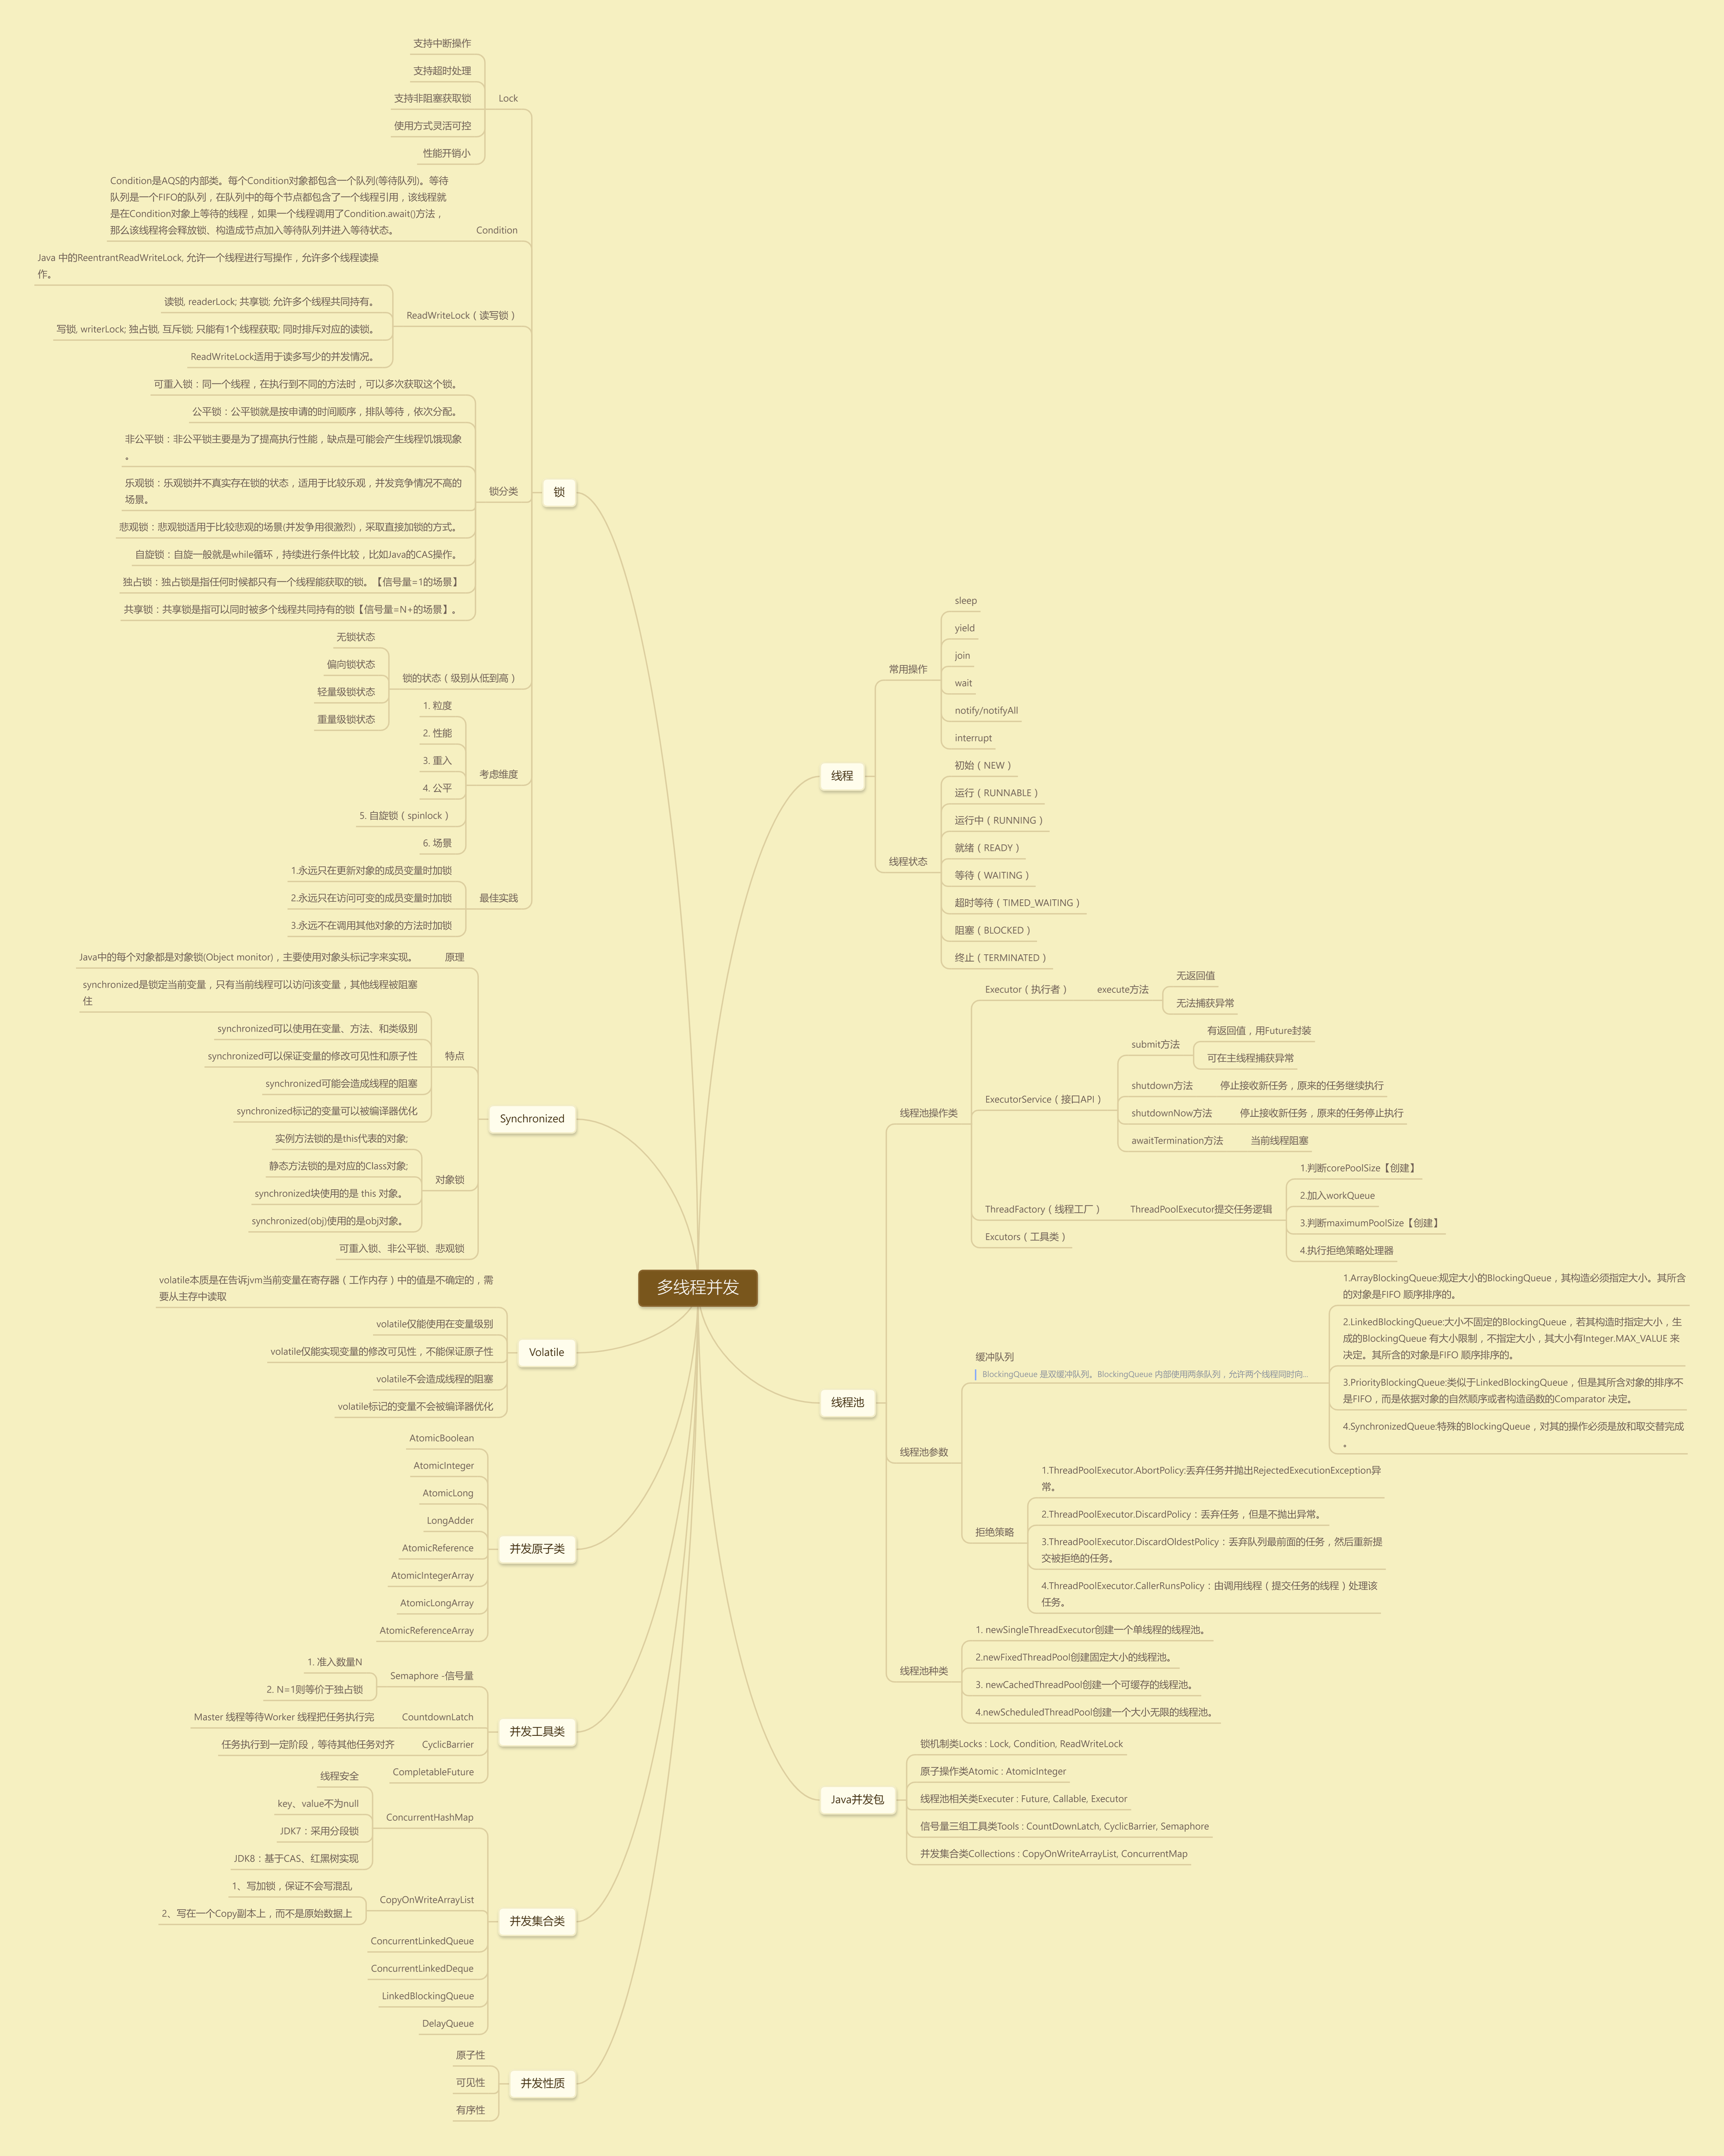 多线程并发
线程
常用操作
sleep
yield
join
wait
notify/notifyAll
interrupt
线程状态
初始（NEW）
运行（RUNNABLE）
运行中（RUNNING）
就绪（READY）
等待（WAITING）
超时等待（TIMED_WAITING）
阻塞（BLOCKED）
终止（TERMINATED）
线程池
线程池操作类
Executor（执行者）
execute方法
无返回值
无法捕获异常
ExecutorService（接口API）
submit方法
有返回值，用Future封装
可在主线程捕获异常
shutdown方法
停止接收新任务，原来的任务继续执行
shutdownNow方法
停止接收新任务，原来的任务停止执行
awaitTermination方法
当前线程阻塞
ThreadFactory（线程工厂）
ThreadPoolExecutor提交任务逻辑
1.判断corePoolSize【创建】
2.加入workQueue
3.判断maximumPoolSize【创建】
4.执行拒绝策略处理器
Excutors（工具类）
线程池参数
缓冲队列
BlockingQueue 是双缓冲队列。BlockingQueue 内部使用两条队列，允许两个线程同时向...
1.ArrayBlockingQueue:规定大小的BlockingQueue，其构造必须指定大小。其所含
的对象是FIFO 顺序排序的。
2.LinkedBlockingQueue:大小不固定的BlockingQueue，若其构造时指定大小，生
成的BlockingQueue 有大小限制，不指定大小，其大小有Integer.MAX_VALUE 来
决定。其所含的对象是FIFO 顺序排序的。
3.PriorityBlockingQueue:类似于LinkedBlockingQueue，但是其所含对象的排序不
是FIFO，而是依据对象的自然顺序或者构造函数的Comparator 决定。
4.SynchronizedQueue:特殊的BlockingQueue，对其的操作必须是放和取交替完成
。
拒绝策略
1.ThreadPoolExecutor.AbortPolicy:丢弃任务并抛出RejectedExecutionException异
常。
2.ThreadPoolExecutor.DiscardPolicy：丢弃任务，但是不抛出异常。
3.ThreadPoolExecutor.DiscardOldestPolicy：丢弃队列最前面的任务，然后重新提
交被拒绝的任务。
4.ThreadPoolExecutor.CallerRunsPolicy：由调用线程（提交任务的线程）处理该
任务。
线程池种类
1. newSingleThreadExecutor创建一个单线程的线程池。
2.newFixedThreadPool创建固定大小的线程池。
3. newCachedThreadPool创建一个可缓存的线程池。
4.newScheduledThreadPool创建一个大小无限的线程池。
Java并发包
锁机制类Locks : Lock, Condition, ReadWriteLock
原子操作类Atomic : AtomicInteger
线程池相关类Executer : Future, Callable, Executor
信号量三组工具类Tools : CountDownLatch, CyclicBarrier, Semaphore
并发集合类Collections : CopyOnWriteArrayList, ConcurrentMap
锁
Lock
支持中断操作
支持超时处理
支持非阻塞获取锁
使用方式灵活可控
性能开销小
Condition
Condition是AQS的内部类。每个Condition对象都包含一个队列(等待队列)。等待
队列是一个FIFO的队列，在队列中的每个节点都包含了一个线程引用，该线程就
是在Condition对象上等待的线程，如果一个线程调用了Condition.await()方法，
那么该线程将会释放锁、构造成节点加入等待队列并进入等待状态。
ReadWriteLock（读写锁）
Java 中的ReentrantReadWriteLock, 允许一个线程进行写操作，允许多个线程读操
作。
读锁, readerLock; 共享锁; 允许多个线程共同持有。
写锁, writerLock; 独占锁, 互斥锁; 只能有1个线程获取; 同时排斥对应的读锁。
ReadWriteLock适用于读多写少的并发情况。
锁分类
可重入锁：同一个线程，在执行到不同的方法时，可以多次获取这个锁。
公平锁：公平锁就是按申请的时间顺序，排队等待，依次分配。
非公平锁：非公平锁主要是为了提高执行性能，缺点是可能会产生线程饥饿现象
。
乐观锁：乐观锁并不真实存在锁的状态，适用于比较乐观，并发竞争情况不高的
场景。
悲观锁：悲观锁适用于比较悲观的场景(并发争用很激烈)，采取直接加锁的方式。
自旋锁：自旋一般就是while循环，持续进行条件比较，比如Java的CAS操作。
独占锁：独占锁是指任何时候都只有一个线程能获取的锁。【信号量=1的场景】
共享锁：共享锁是指可以同时被多个线程共同持有的锁【信号量=N+的场景】。
锁的状态（级别从低到高）
无锁状态
偏向锁状态
轻量级锁状态
重量级锁状态
考虑维度
1. 粒度
2. 性能
3. 重入
4. 公平
5. 自旋锁（spinlock）
6. 场景
最佳实践
1.永远只在更新对象的成员变量时加锁
2.永远只在访问可变的成员变量时加锁
3.永远不在调用其他对象的方法时加锁
Synchronized
原理
Java中的每个对象都是对象锁(Object monitor)，主要使用对象头标记字来实现。
特点
synchronized是锁定当前变量，只有当前线程可以访问该变量，其他线程被阻塞
住
synchronized可以使用在变量、方法、和类级别
synchronized可以保证变量的修改可见性和原子性
synchronized可能会造成线程的阻塞
synchronized标记的变量可以被编译器优化
对象锁
实例方法锁的是this代表的对象;
静态方法锁的是对应的Class对象;
synchronized块使用的是 this 对象。
synchronized(obj)使用的是obj对象。
可重入锁、非公平锁、悲观锁
Volatile
volatile本质是在告诉jvm当前变量在寄存器（工作内存）中的值是不确定的，需
要从主存中读取
volatile仅能使用在变量级别
volatile仅能实现变量的修改可见性，不能保证原子性
volatile不会造成线程的阻塞
volatile标记的变量不会被编译器优化
并发原子类
AtomicBoolean
AtomicInteger
AtomicLong
LongAdder
AtomicReference
AtomicIntegerArray
AtomicLongArray
AtomicReferenceArray
并发工具类
Semaphore -信号量
1. 准入数量N
2. N=1则等价于独占锁
CountdownLatch
Master 线程等待Worker 线程把任务执行完
CyclicBarrier
任务执行到一定阶段，等待其他任务对齐
CompletableFuture
并发集合类
ConcurrentHashMap
线程安全
key、value不为null
JDK7：采用分段锁
JDK8：基于CAS、红黑树实现
CopyOnWriteArrayList
1、写加锁，保证不会写混乱
2、写在一个Copy副本上，而不是原始数据上
ConcurrentLinkedQueue
ConcurrentLinkedDeque
LinkedBlockingQueue
DelayQueue
并发性质
原子性
可见性
有序性